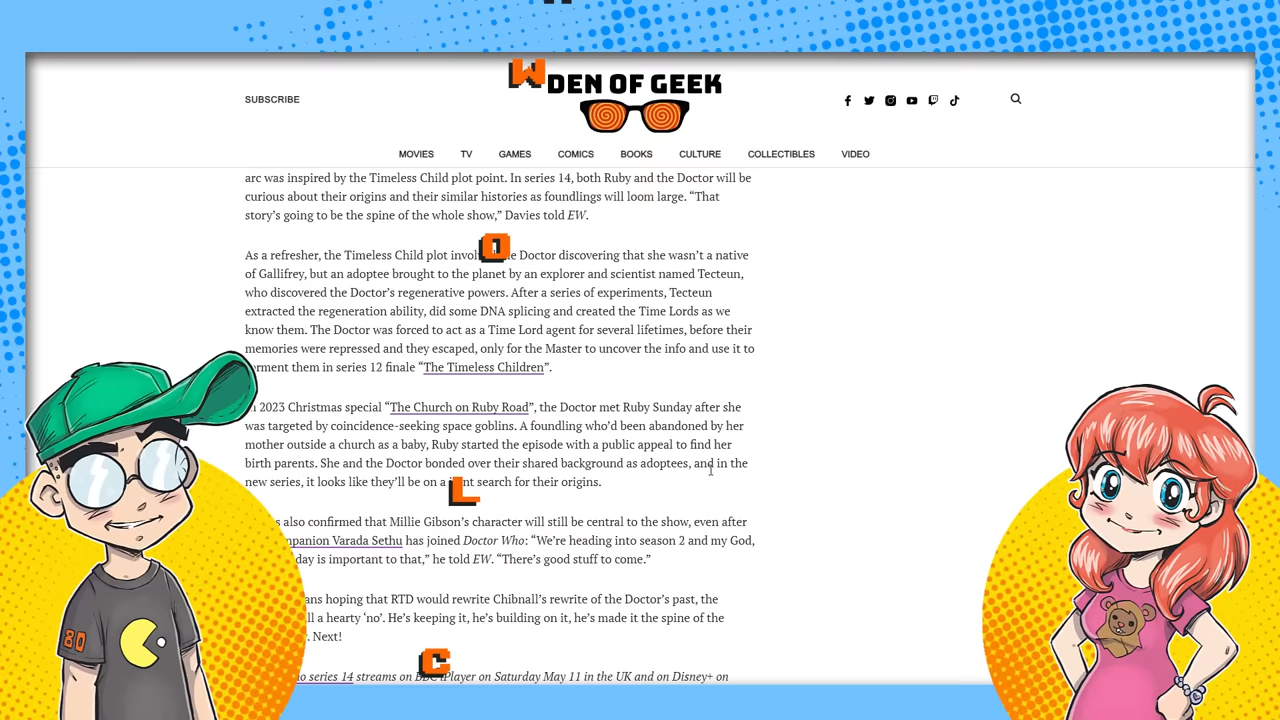 W
DEN OF GEEK
SUBSCRIBE
MOVIES TV GAMES COMICS BOOKS CULTURE COLLECTIBLES VIDEO
arc was inspired by the Timeless Child plot point. In series 14, both Ruby and the Doctor will be
curious about their origins and their similar histories as foundlings will loom large. “That
story’s going to be the spine of the whole show,” Davies told EW.
O
As a refresher, the Timeless Child plot Doctor discovering that she wasn’t a native
of Gallifrey, but an adoptee brought to the planet by an explorer and scientist named Tecteun,
who discovered the Doctor’s regenerative powers. After a series of experiments, Tecteun
extracted the regeneration ability, did some DNA splicing and created the Time Lords as we
know them. The Doctor was forced to act as a Time Lord agent for several lifetimes, before their
memories were repressed and they escaped, only for the Master to uncover the info and use it to
torment them in series 12 finale “The Timeless Children”.
2023 Christmas special “The Church on Ruby Road”, the Doctor met Ruby Sunday after she
was targeted by coincidence-seeking space goblins. A foundling who’d been abandoned by her
mother outside a church as a baby, Ruby started the episode with a public appeal to find her
birth parents. She and the Doctor bonded over their shared background as adoptees, and in the
new series, it looks like they’ll be on a search for their origins.
L
also confirmed that Millie Gibson’s character will still be central to the show, even after
Varada Sethu has joined Doctor Who: “We’re heading into season 2 and my God,
is important to that,” he told EW. “There’s good stuff to come.”
hoping that RTD would rewrite Chibnall’s rewrite of the Doctor’s past, the
a hearty ‘no’. He’s keeping it, he’s building on it, he’s made it the spine of the
Next!
C
series 14 streams on BBC iPlayer on Saturday May 11 in the UK and on Disney+ on
80